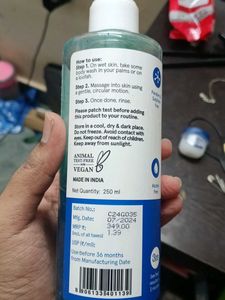 How to use:
Step 1. On wet skin, take some
body wash in your palms or on
a loofah.
Step 2. Massage into skin using
a gentle, circular motion.
Step 3. Once done, rinse.
Please patch test before adding
this product to your routine.
Store in a cool, dry & dark place.
Do not freeze. Avoid contact with
eyes. Keep out of reach of children.
Keep away from sunlight.
ANIMAL
TEST-FREE
VEGAN
MADE IN INDIA
Net Quantity: 250 ml
Batch No.: C24G035
Mfg. Date: 07/2024
MRP ₹: 349.00
(Incl. of all taxes) 1.39
USP (₹/ml):
Use before 36 months
from Manufacturing Date